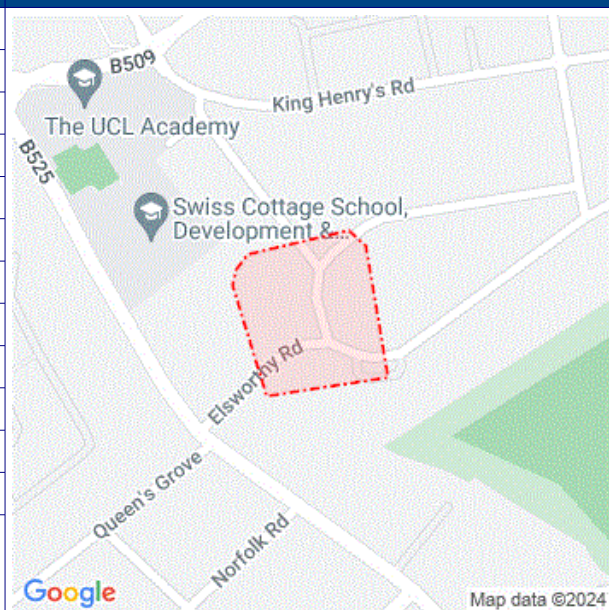 B509
King Henry's Rd
The UCL Academy
B525
Swiss Cottage School,
Development &...
Elsworthy Rd
Queen's Grove
Norfolk Rd
Google
Map data ©2024